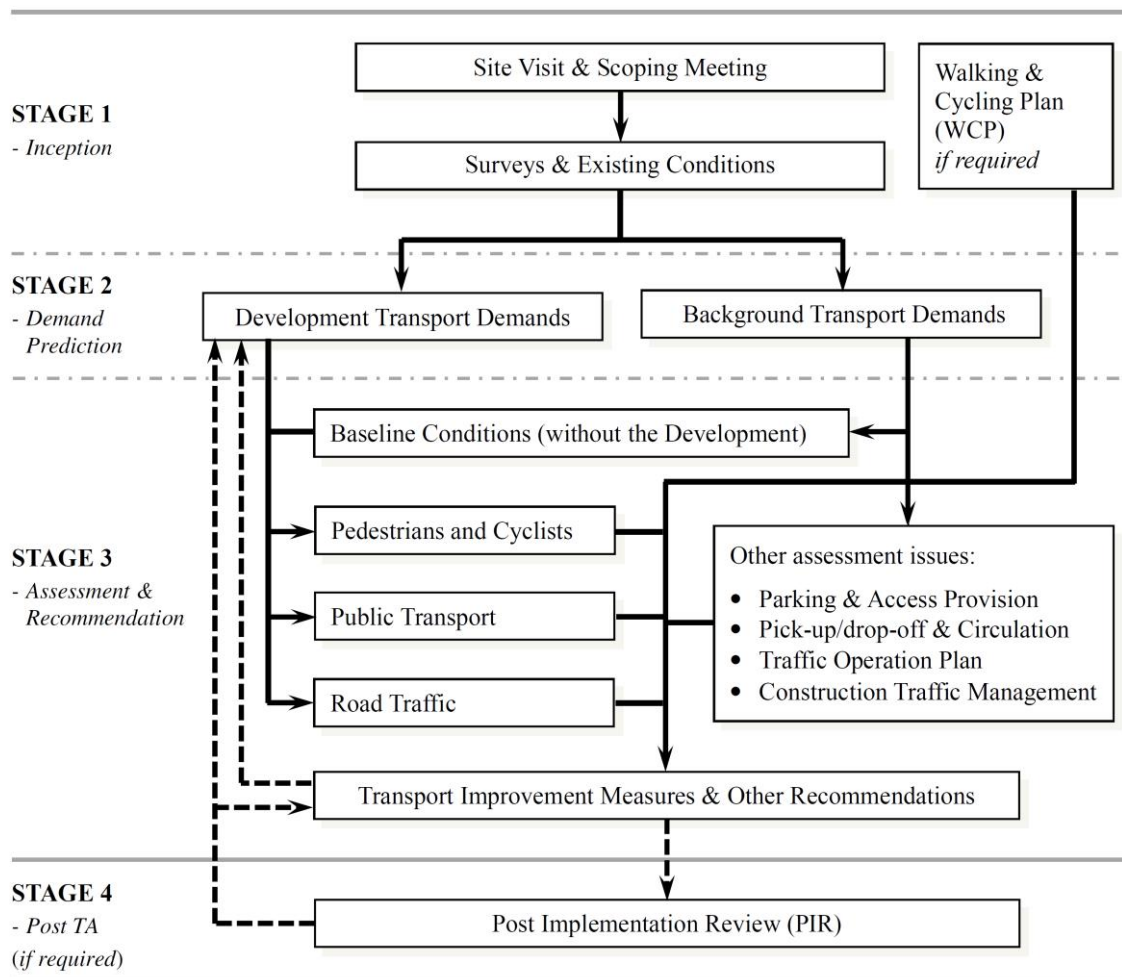 STAGE 1
- Inception
Site Visit & Scoping Meeting
Surveys & Existing Conditions
Walking &
Cycling Plan
(WCP)
if required
STAGE 2
- Demand
Prediction
Development Transport Demands
Background Transport Demands
STAGE 3
- Assessment &
Recommendation
Baseline Conditions (without the Development)
Pedestrians and Cyclists
Public Transport
Road Traffic
Other assessment issues:
• Parking & Access Provision
• Pick-up/drop-off & Circulation
• Traffic Operation Plan
• Construction Traffic Management
Transport Improvement Measures & Other Recommendations
STAGE 4
- Post TA
(if required)
Post Implementation Review (PIR)